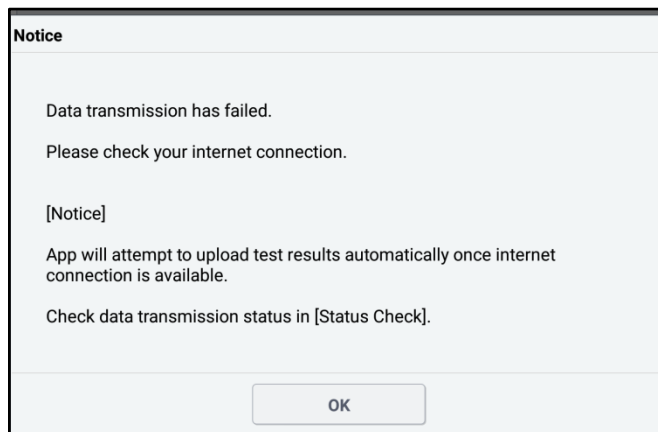 Notice
Data transmission has failed.
Please check your internet connection.
[Notice]
App will attempt to upload test results automatically once internet
connection is available.
Check data transmission status in [Status Check].
OK